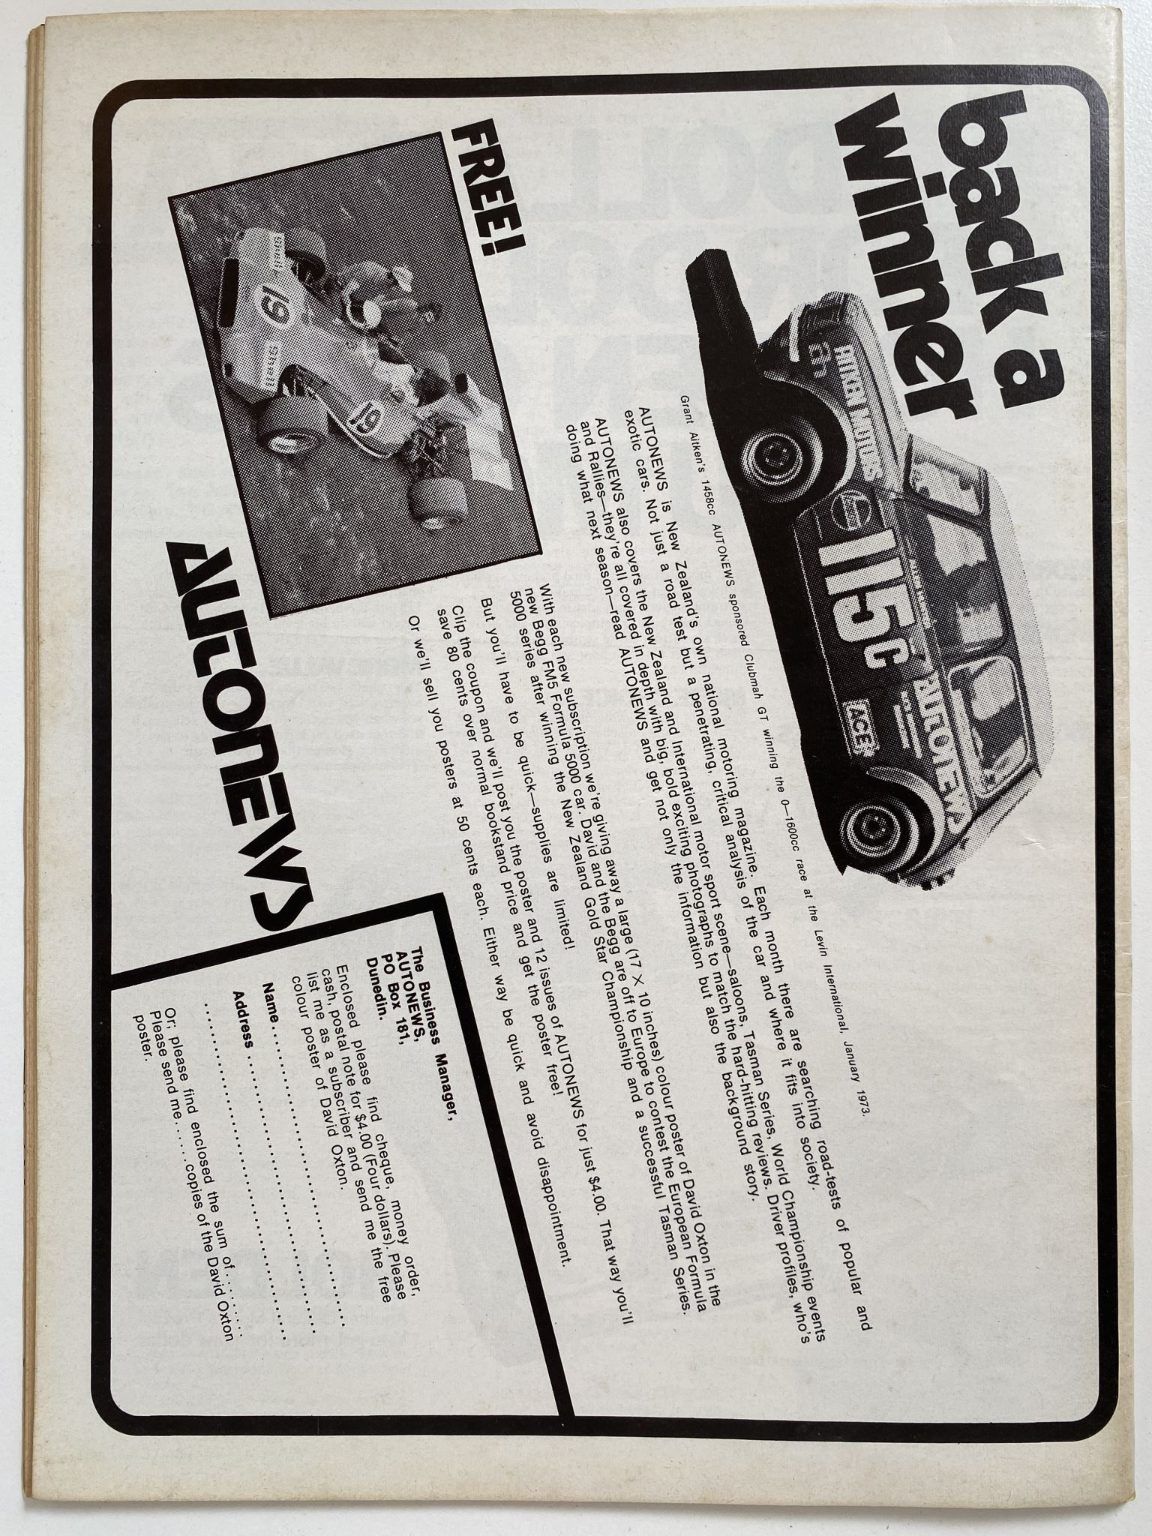 back a
winner
AITKEN MOTORS
115c
AUTONEWS
ACE
Grant Aitken's 1458cc AUTONEWS sponsored Clubmah GT winning the 0—1600cc race at the Levin International, January 1973.
AUTONEWS is New Zealand's own national motoring magazine. Each month there are searching road-tests of popular and
exotic cars. Not just a road test but a penetrating, critical analysis of the car and where it fits into society.
AUTONEWS also covers the New Zealand and International motor sport scene—saloons, Tasman Series, World Championship events
and Rallies—they're all covered in depth with big, bold exciting photographs to match the hard-hitting reviews. Driver profiles, who's
doing what next season—read AUTONEWS and get not only the information but also the background story.
FREE!
19
19
With each new subscription we're giving away a large (17 × 10 inches) colour poster of David Oxton in the
new Begg FM5 Formula 5000 car. David and the Begg are off to Europe to contest the European Formula
5000 series after winning the New Zealand Gold Star Championship and a successful Tasman Series.
But you'll have to be quick—supplies are limited!
Clip the coupon and we'll post you the poster and 12 issues of AUTONEWS for just $4.00. That way you'll
save 80 cents over normal bookstand price and get the poster free!
Or we'll sell you posters at 50 cents each. Either way be quick and avoid disappointment.
AUTONEWS
The Business Manager,
AUTONEWS,
PO Box 181,
Dunedin.
Enclosed please find cheque, money order,
cash, postal note for $4.00 (Four dollars). Please
list me as a subscriber and send me the free
colour poster of David Oxton.
Name
Address
Or; please find enclosed the sum of
Please send me copies of the David Oxton
poster.